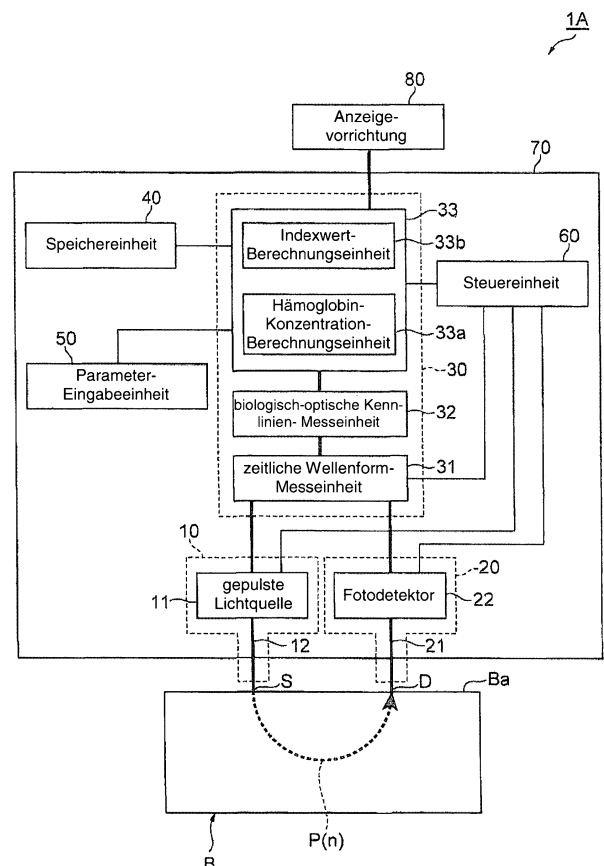 1A
80
Anzeige-
vorrichtung
70
40
33
Speichereinheit
Indexwert-
Berechnungseinheit
33b
60
Steuereinheit
50
Hämoglobin-
Konzentration-
Berechnungseinheit
33a
Parameter-
Eingabeeinheit
30
biologisch-optische Kenn-
linien- Messeinheit
32
zeitliche Wellenform-
Messeinheit
31
10
20
11
gepulste
Lichtquelle
Fotodetektor
22
12
21
S
D
Ba
P(n)
B